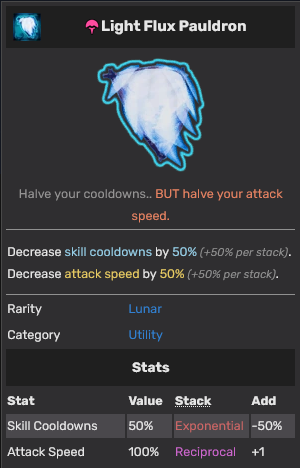 Light Flux Pauldron
Halve your cooldowns.. BUT halve your attack
speed.
Decrease skill cooldowns by 50% (+50% per stack).
Decrease attack speed by 50% (+50% per stack).
Rarity Lunar
Category Utility
Stats
Stat Value Stack Add
Skill Cooldowns 50% Exponential -50%
Attack Speed 100% Reciprocal +1